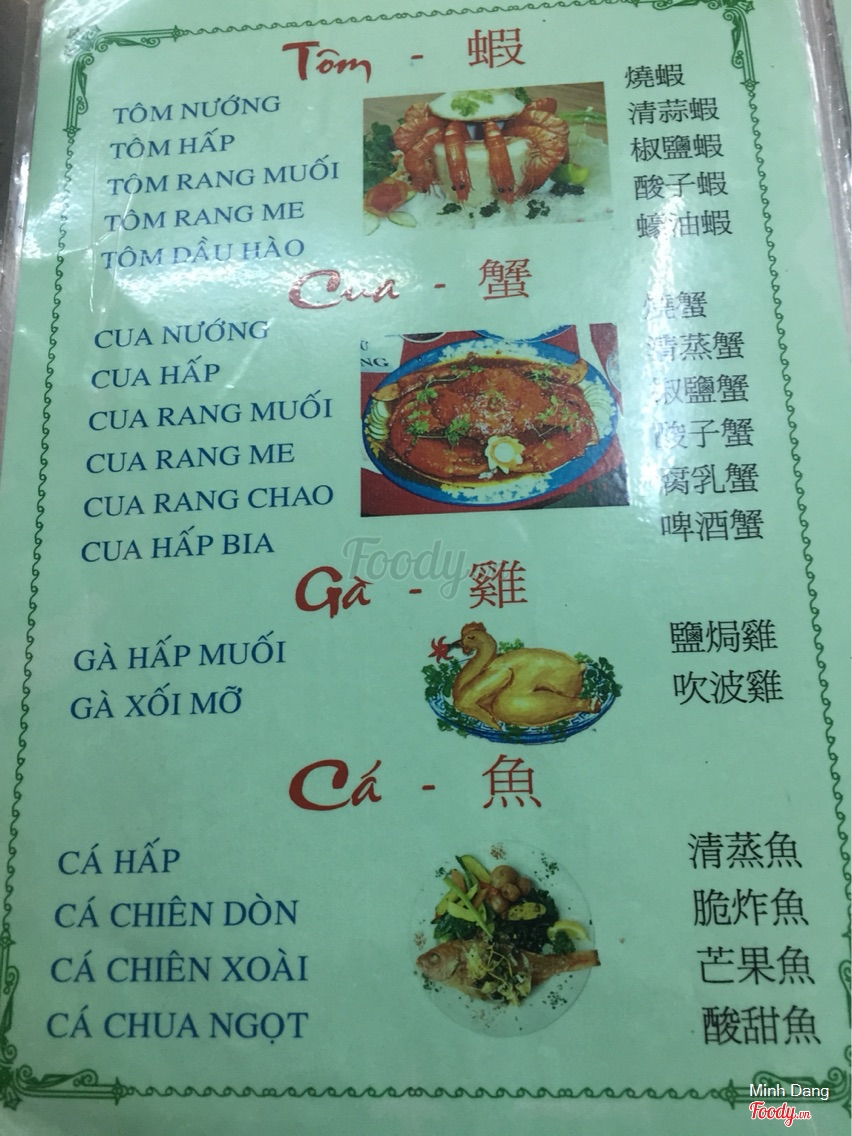 Tôm - 蝦
TÔM NƯỚNG 燒蝦
TÔM HẤP 清蒜蝦
TÔM RANG MUỐI 椒鹽蝦
TÔM RANG ME 酸子蝦
TÔM DẦU HÀO 蠔油蝦
Cua - 蟹
CUA NƯỚNG 燒蟹
CUA HẤP 清蒸蟹
CUA RANG MUỐI 椒鹽蟹
CUA RANG ME 酸子蟹
CUA RANG CHAO 腐乳蟹
CUA HẤP BIA 啤酒蟹
Foody
Gà - 雞
GÀ HẤP MUỐI 鹽焗雞
GÀ XỐI MỠ 吹波雞
Cá - 魚
CÁ HẤP 清蒸魚
CÁ CHIÊN DÒN 脆炸魚
CÁ CHIÊN XOÀI 芒果魚
CÁ CHUA NGỌT 酸甜魚
Minh Dang
Foody.vn